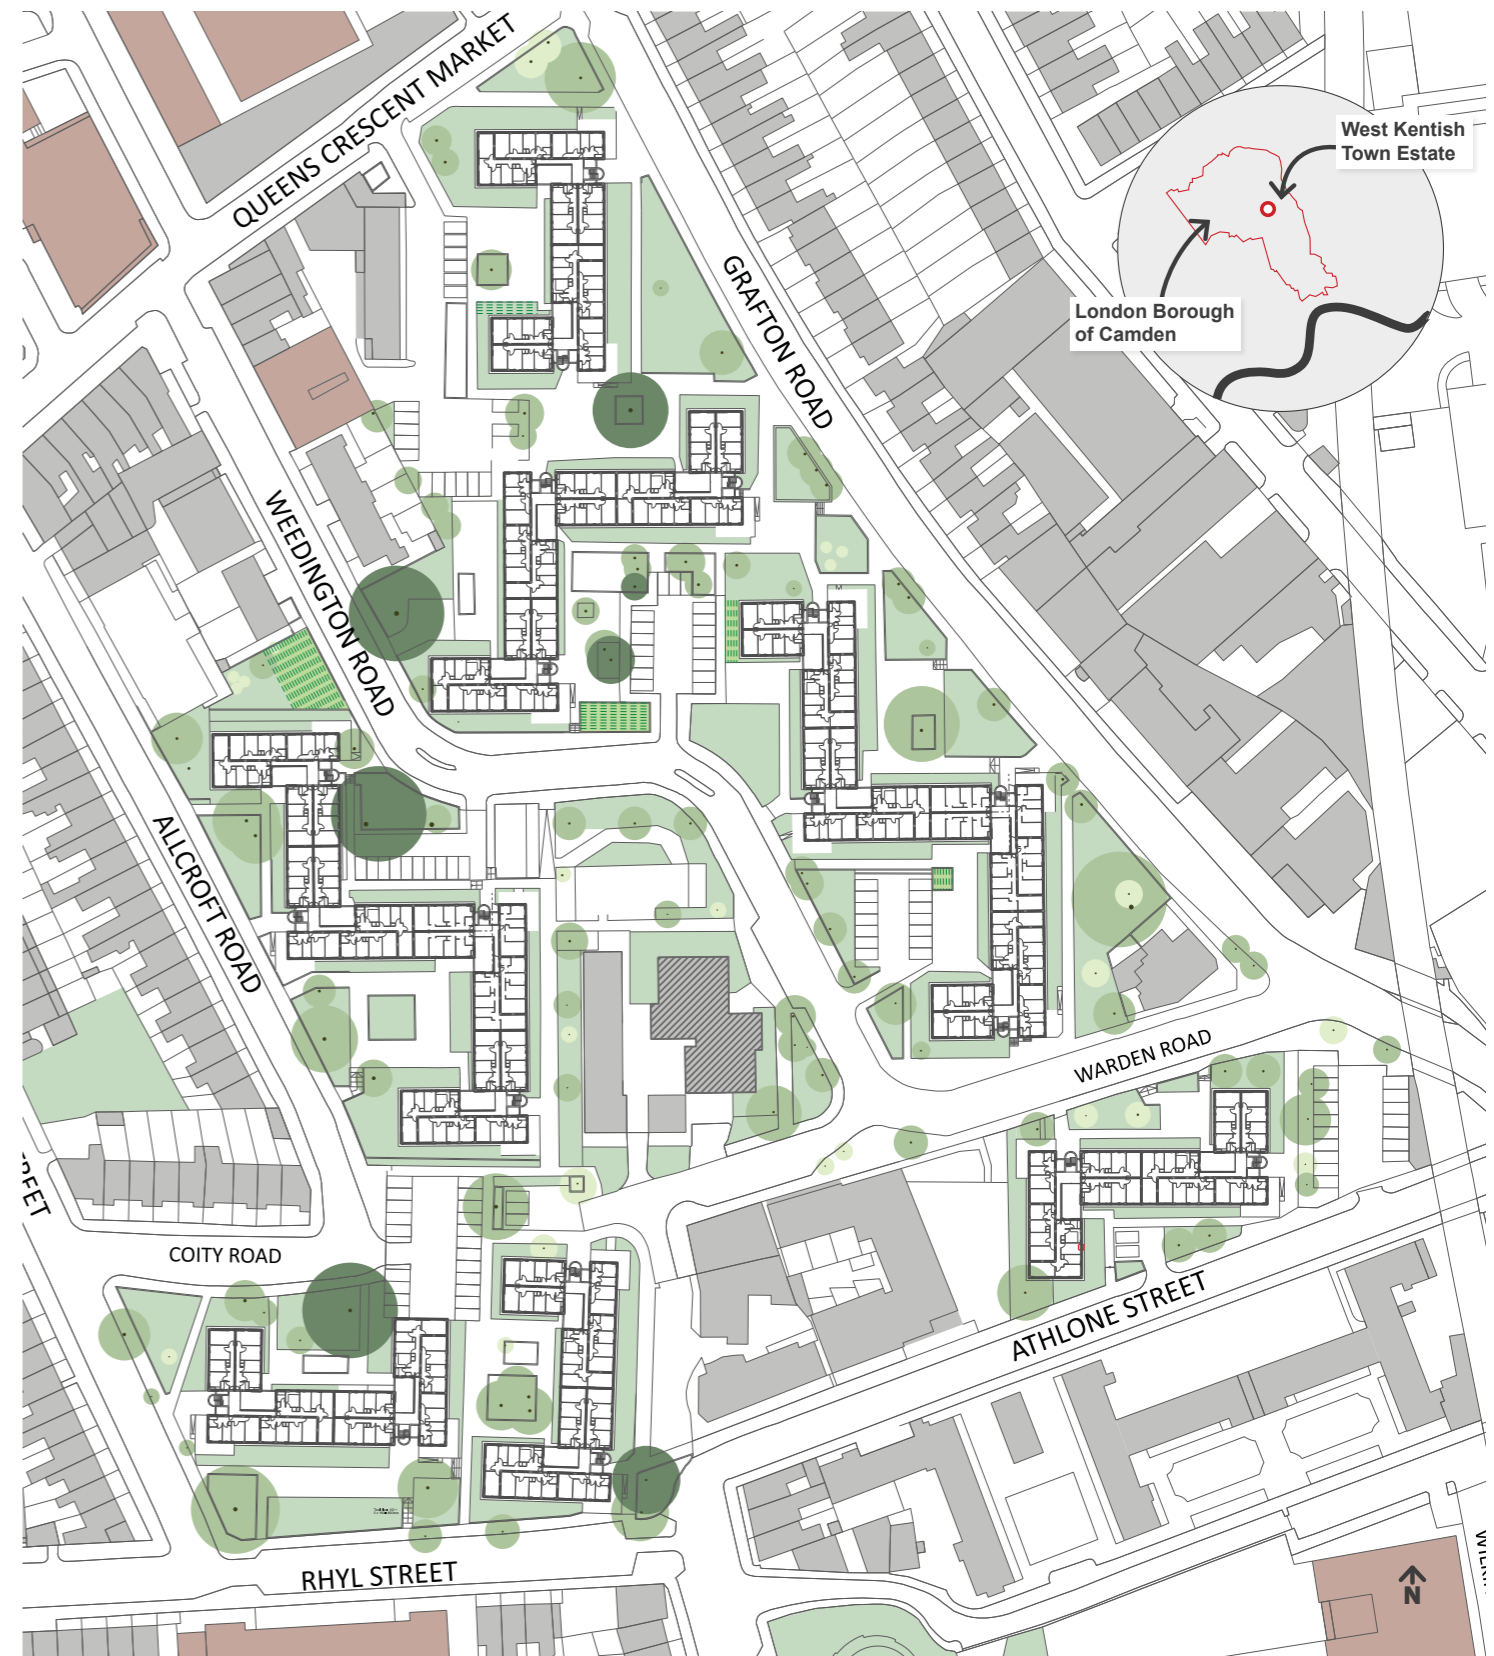 QUEENS CRESCENT MARKET
West Kentish
Town Estate
London Borough
of Camden
GRAFTON ROAD
WEEDINGTON ROAD
ALLCROFT ROAD
WARDEN ROAD
COITY ROAD
ATHLONE STREET
RHYL STREET
N